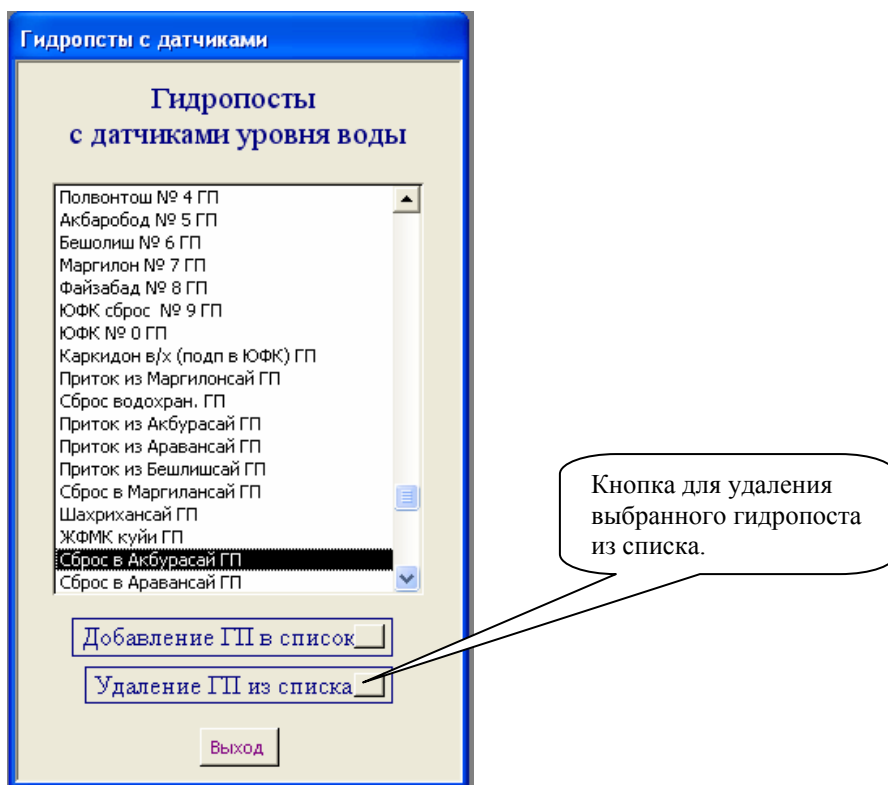 Гидропсты с датчиками
Гидропосты
с датчиками уровня воды
Полвонтош № 4 ГП
Акбаробод № 5 ГП
Бешолиш № 6 ГП
Маргилон № 7 ГП
Файзабад № 8 ГП
ЮФК сброс № 9 ГП
ЮФК № 0 ГП
Каркидон в/х (подп в ЮФК) ГП
Приток из Маргилонсай ГП
Сброс водохран. ГП
Приток из Акбурасай ГП
Приток из Аравансай ГП
Приток из Бешлишсай ГП
Сброс в Маргилансай ГП
Шахрихансай ГП
ЖФМК куйи ГП
Сброс в Акбурасай ГП
Сброс в Аравансай ГП
Добавление ГП в список
Удаление ГП из списка
Выход
Кнопка для удаления
выбранного гидропоста
из списка.